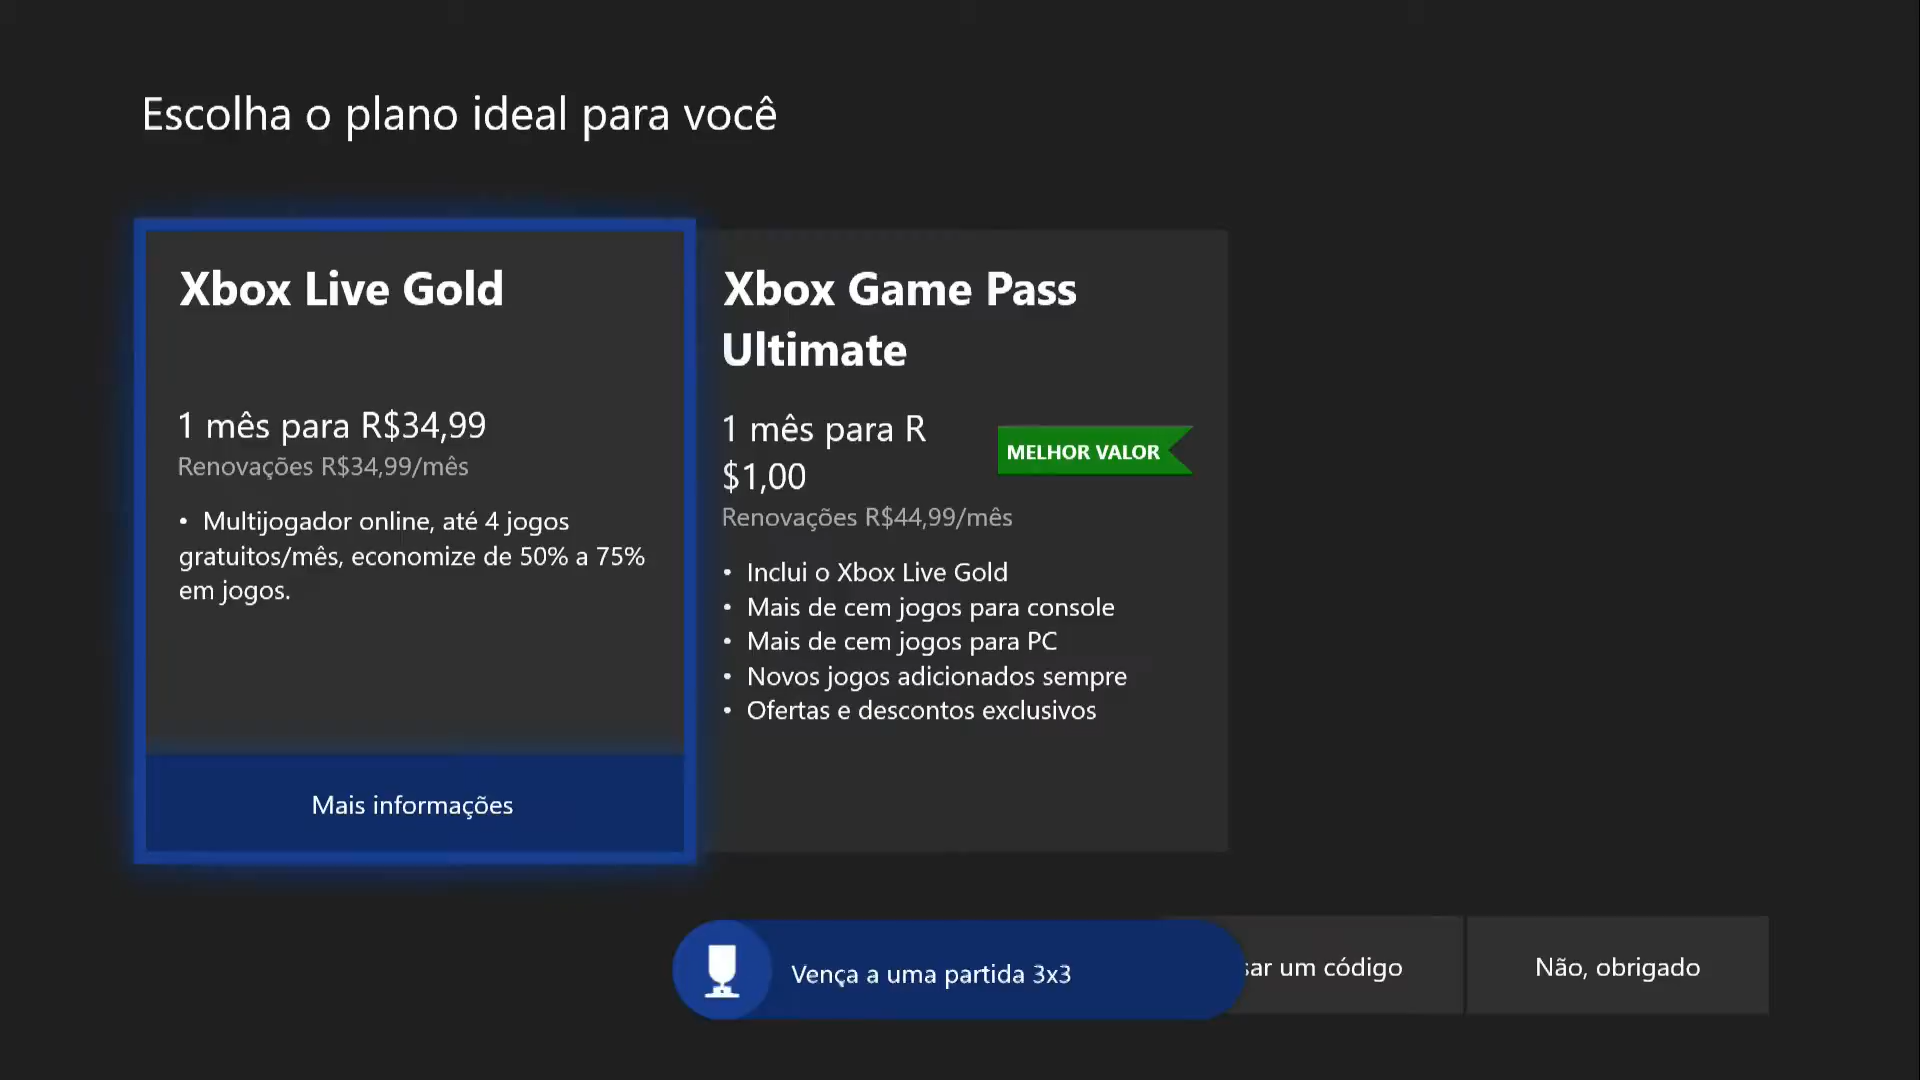 Escolha o plano ideal para você
Xbox Live Gold
1 mês para R$34,99
Renovações R$34,99/mês
• Multijogador online, até 4 jogos
gratuitos/mês, economize de 50% a 75%
em jogos.
Mais informações
Xbox Game Pass
Ultimate
1 mês para R
$1,00
MELHOR VALOR
Renovações R$44,99/mês
• Inclui o Xbox Live Gold
• Mais de cem jogos para console
• Mais de cem jogos para PC
• Novos jogos adicionados sempre
• Ofertas e descontos exclusivos
Vença a uma partida 3x3
um código
Não, obrigado